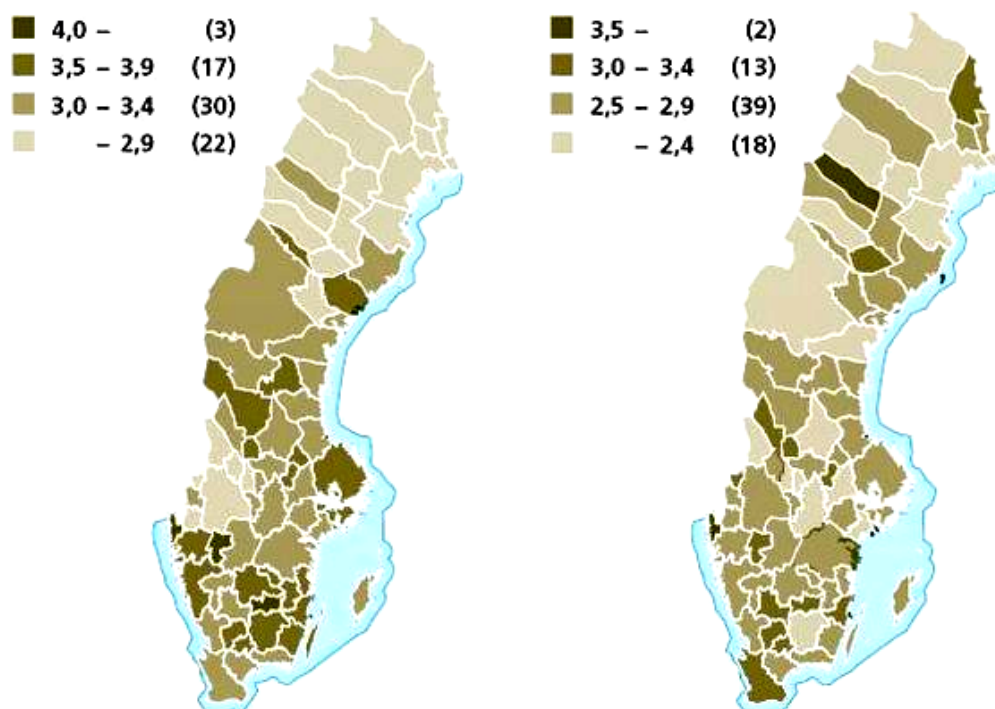 4,0 – (3)
3,5 – 3,9 (17)
3,0 – 3,4 (30)
– 2,9 (22)
3,5 – (2)
3,0 – 3,4 (13)
2,5 – 2,9 (39)
– 2,4 (18)